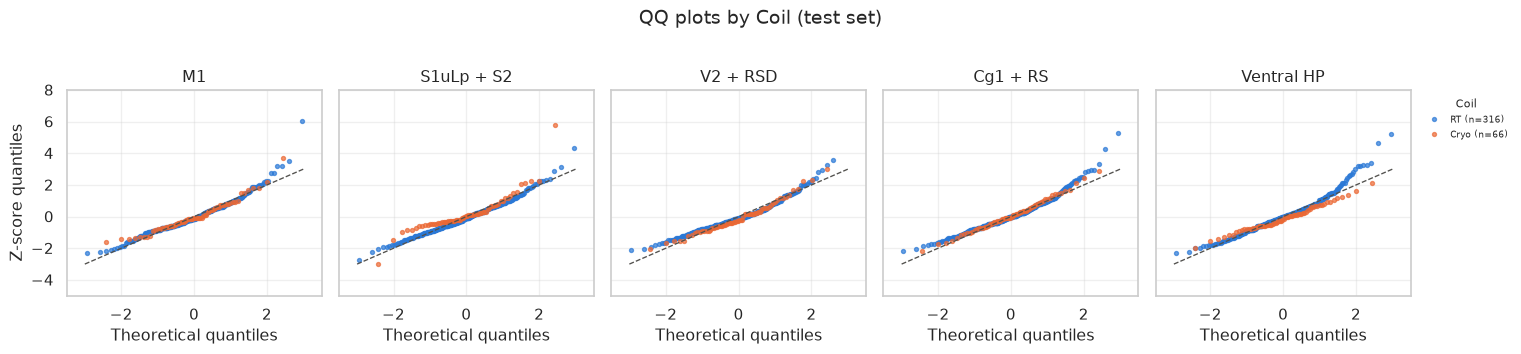 QQ plots by Coil (test set)
M1
S1uLp + S2
V2 + RSD
Cg1 + RS
Ventral HP
Z-score quantiles
8
6
4
2
0
−2
−4
−2 0 2
−2 0 2
−2 0 2
−2 0 2
−2 0 2
Theoretical quantiles
Theoretical quantiles
Theoretical quantiles
Theoretical quantiles
Theoretical quantiles
Coil
RT (n=316)
Cryo (n=66)